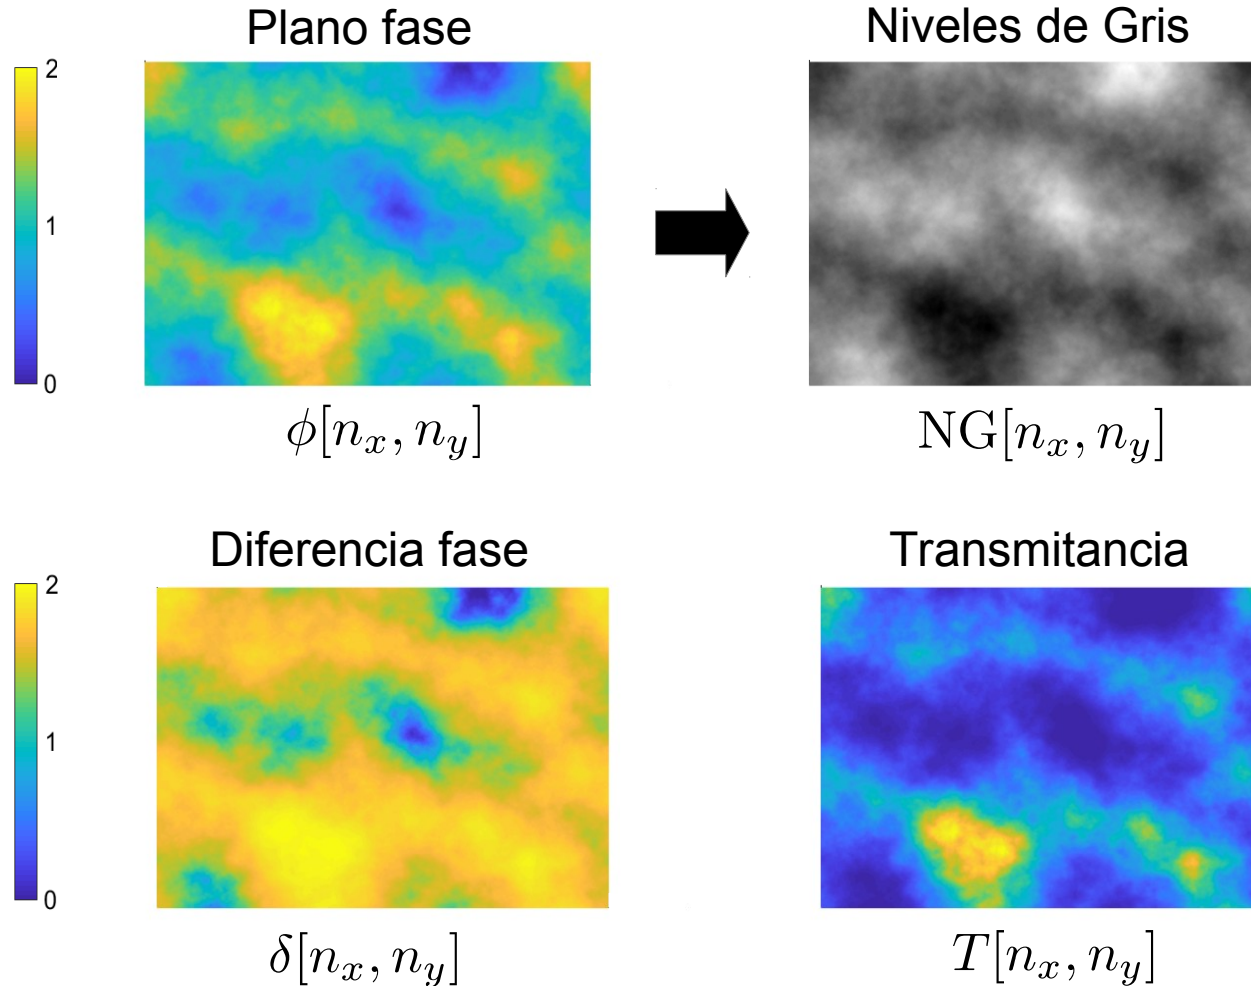 Plano fase
Niveles de Gris
2
1
0
ϕ[n_x, n_y]
NG[n_x, n_y]
Diferencia fase
Transmitancia
2
1
0
δ[n_x, n_y]
T[n_x, n_y]